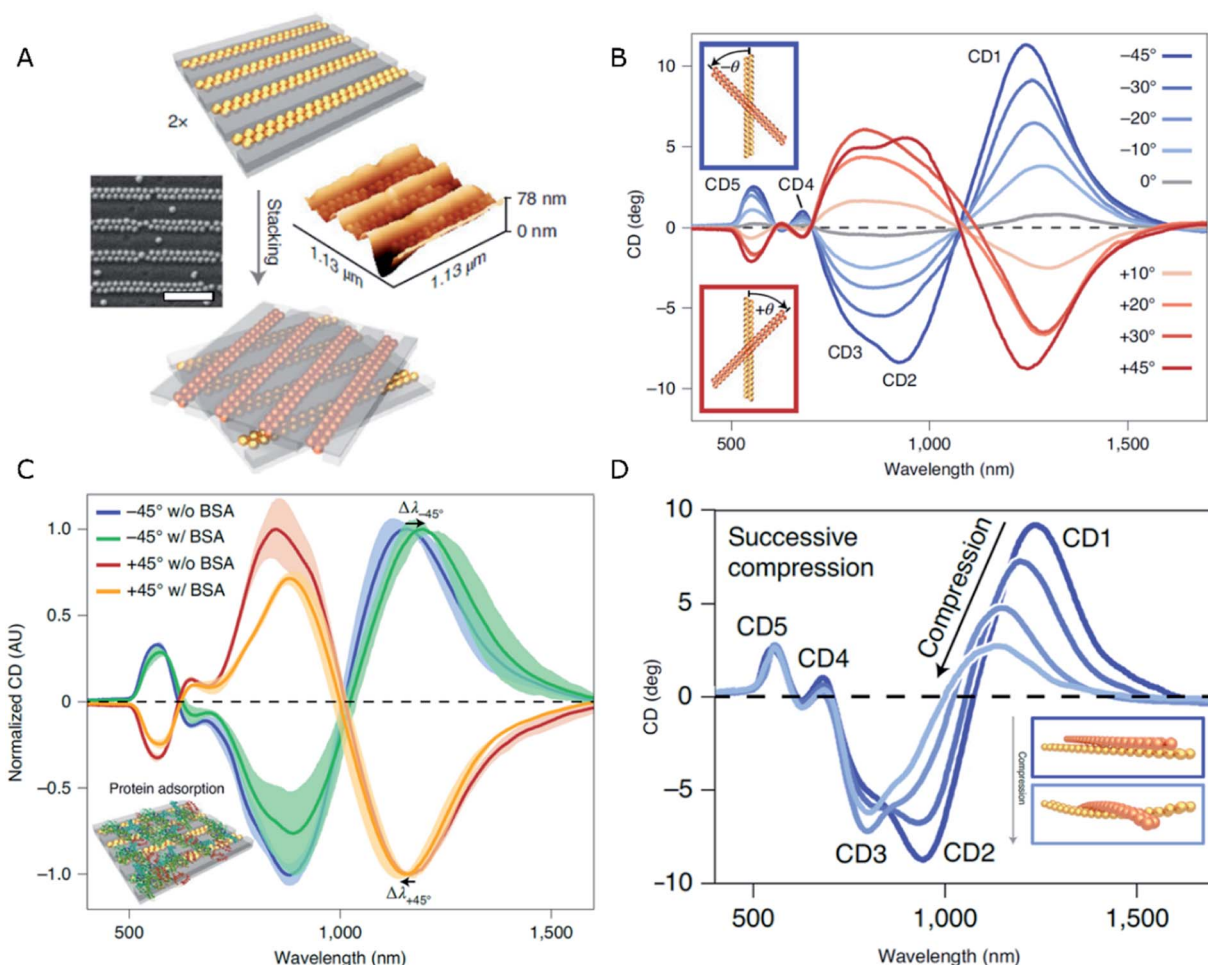 A
2×
Stacking
78 nm
0 nm
1.13 μm
1.13 μm
B
CD (deg)
10
5
0
−5
−10
500
1,000
1,500
Wavelength (nm)
−θ
+θ
CD1
CD5
CD4
CD3
CD2
−45°
−30°
−20°
−10°
0°
+10°
+20°
+30°
+45°
C
Normalized CD (AU)
1.0
0.5
0
−0.5
−1.0
500
1,000
1,500
Wavelength (nm)
−45° w/o BSA
−45° w/ BSA
+45° w/o BSA
+45° w/ BSA
Δλ−45°
Δλ+45°
Protein adsorption
D
CD (deg)
10
5
0
−5
−10
500
1,000
1,500
Wavelength (nm)
Successive
compression
Compression
CD1
CD5
CD4
CD3
CD2
Compression